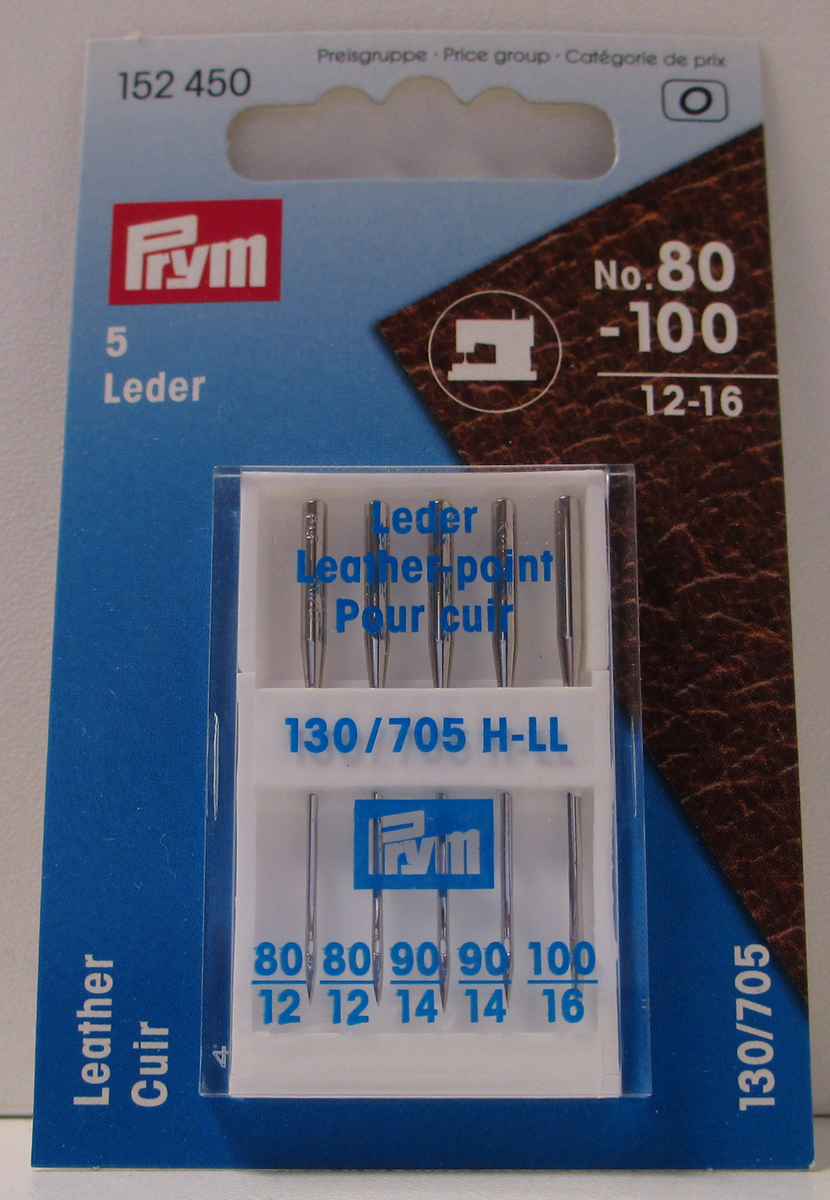 Preisgruppe · Price group · Catégorie de prix
152 450
O
Prym
No. 80
-100
12-16
5
Leder
Leder
Leather-point
Pour cuir
130/705 H-LL
Prym
80 80 90 90 100
12 12 14 14 16
4
Leather
Cuir
130/705